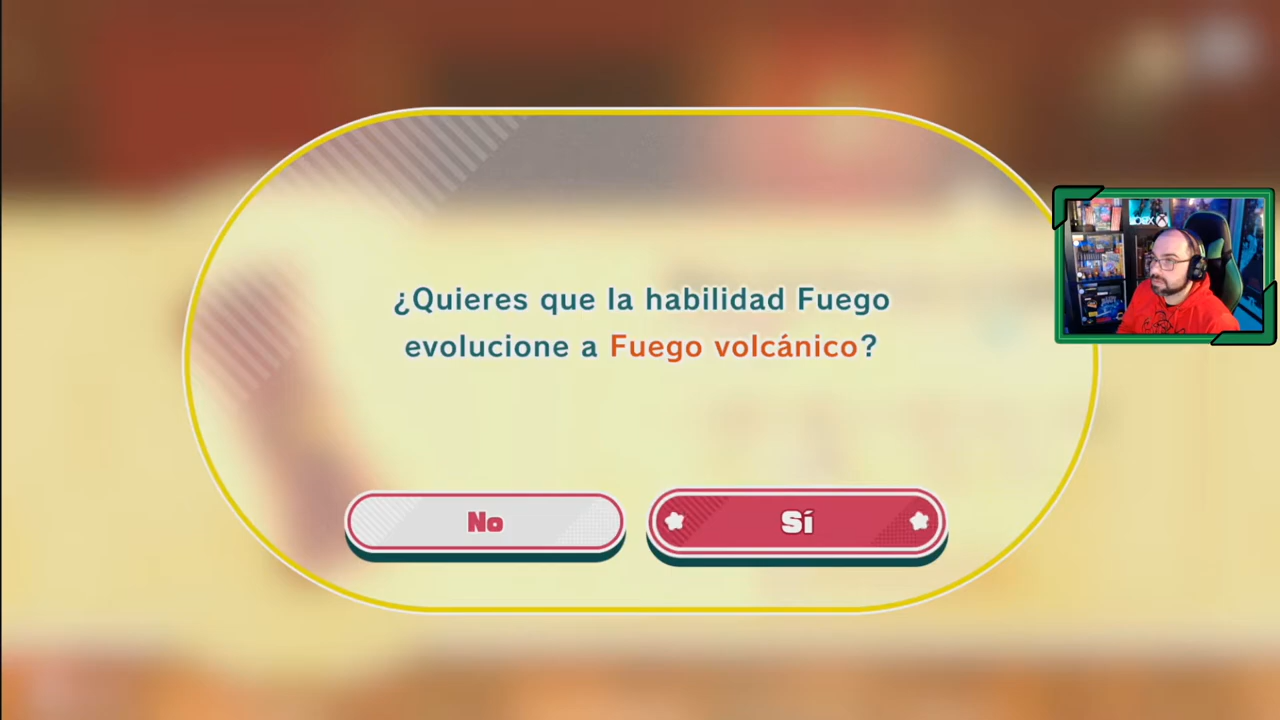 ¿Quieres que la habilidad Fuego
evolucione a Fuego volcánico?
No
Sí